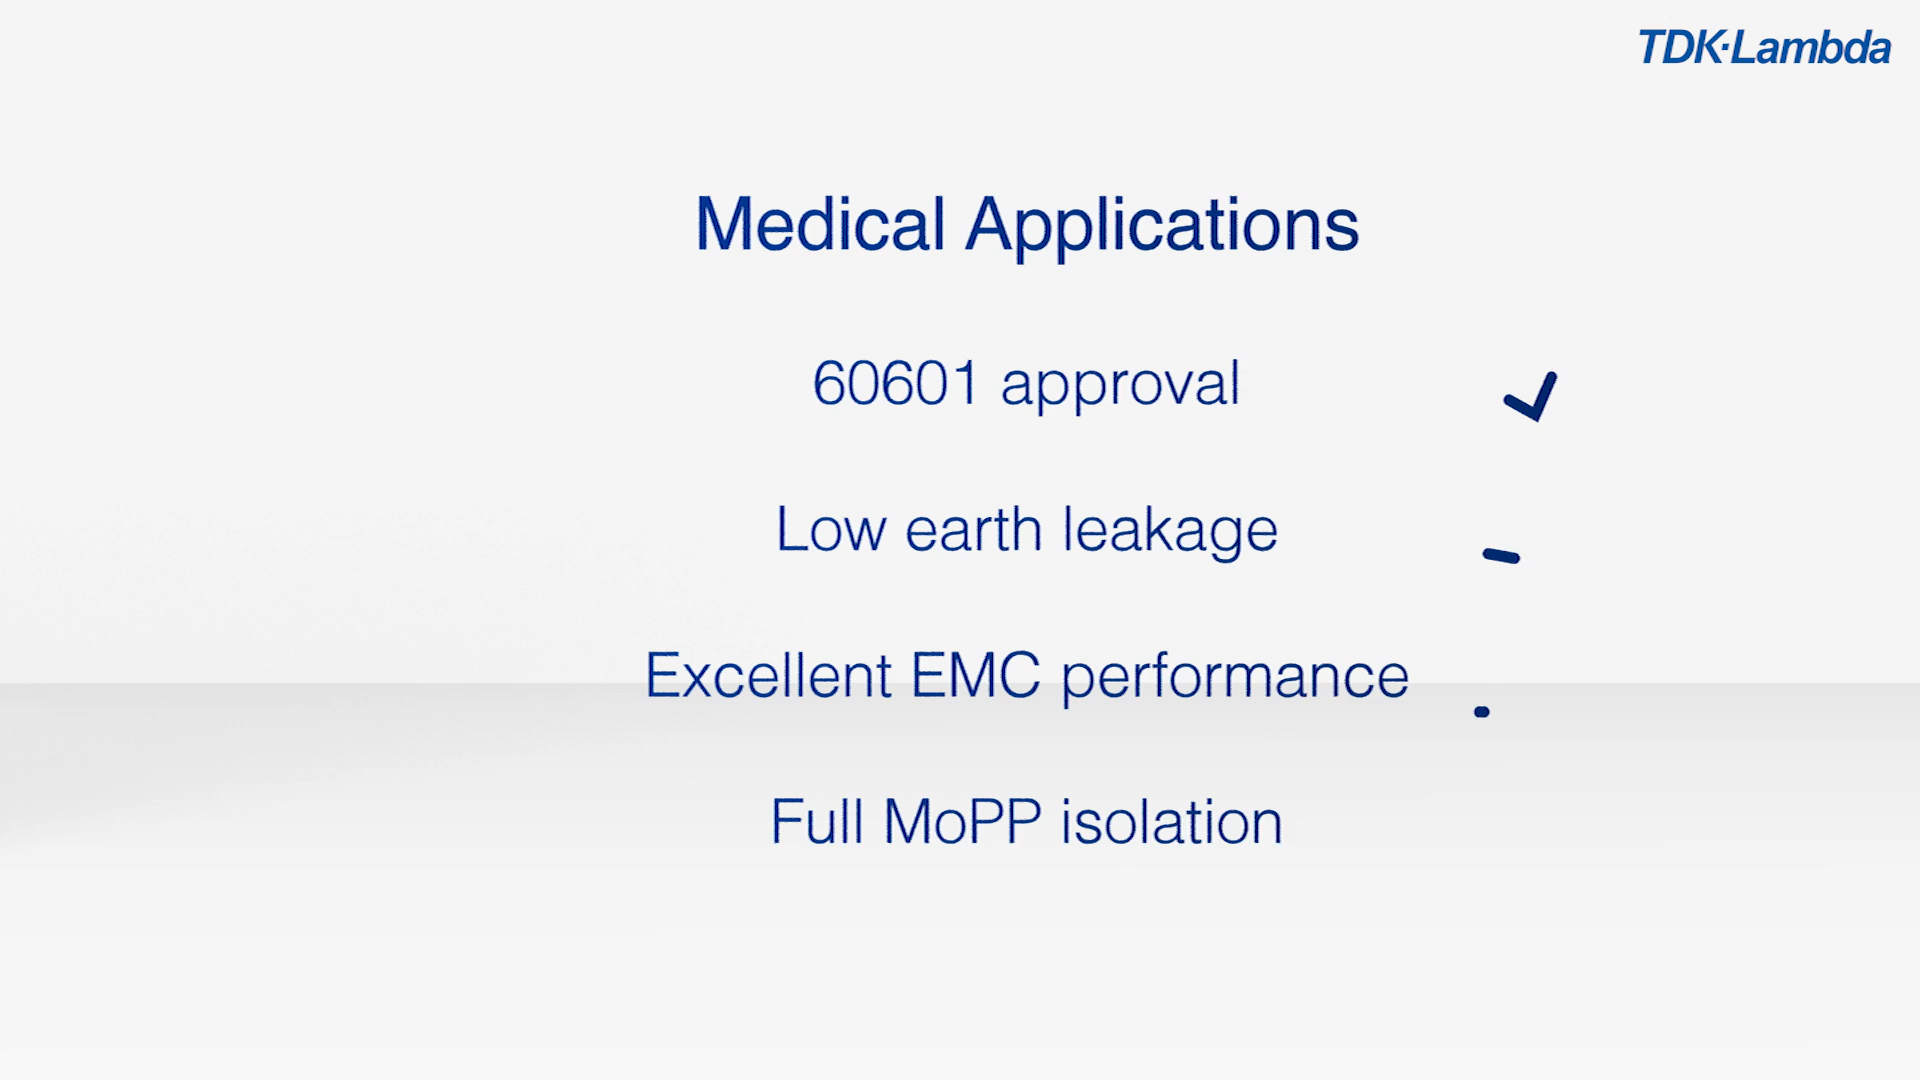 TDK·Lambda
Medical Applications
60601 approval
Low earth leakage
Excellent EMC performance
Full MoPP isolation